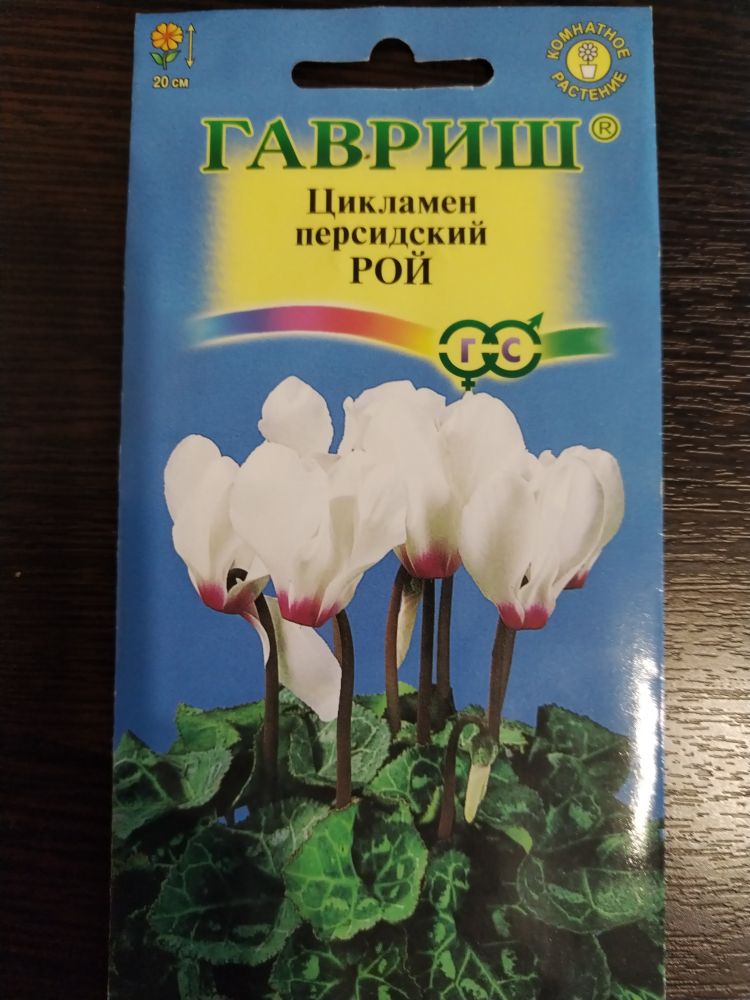 20 см
КОМНАТНОЕ
РАСТЕНИЕ
ГАВРИШ®
Цикламен
персидский
РОЙ
Г С